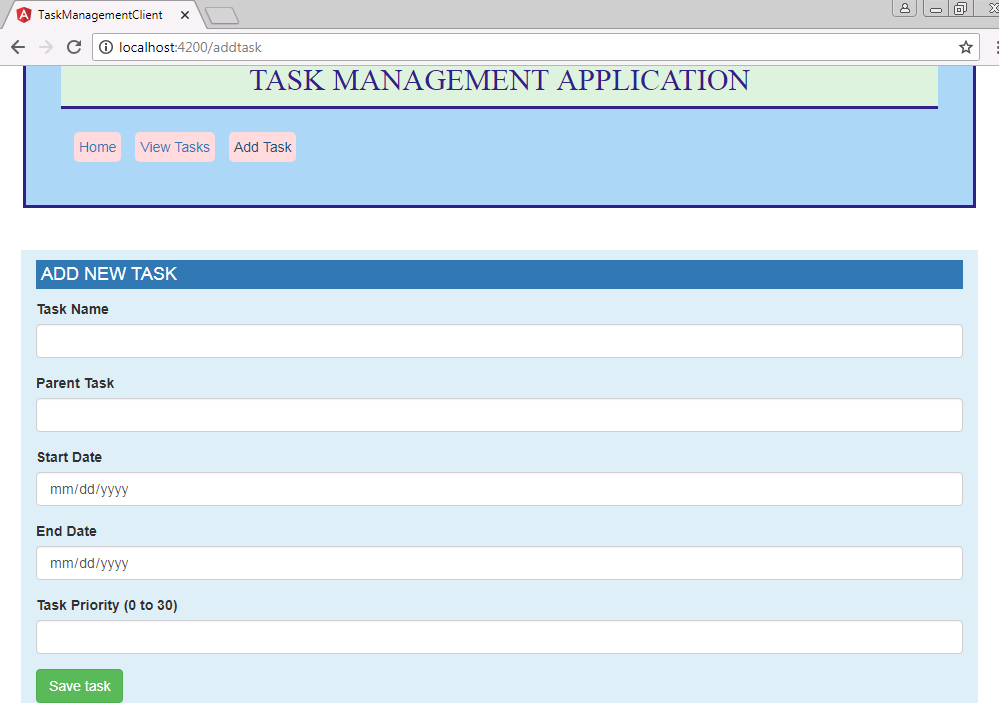 TaskManagementClient
localhost:4200/addtask
TASK MANAGEMENT APPLICATION
Home View Tasks Add Task
ADD NEW TASK
Task Name
Parent Task
Start Date
mm/dd/yyyy
End Date
mm/dd/yyyy
Task Priority (0 to 30)
Save task